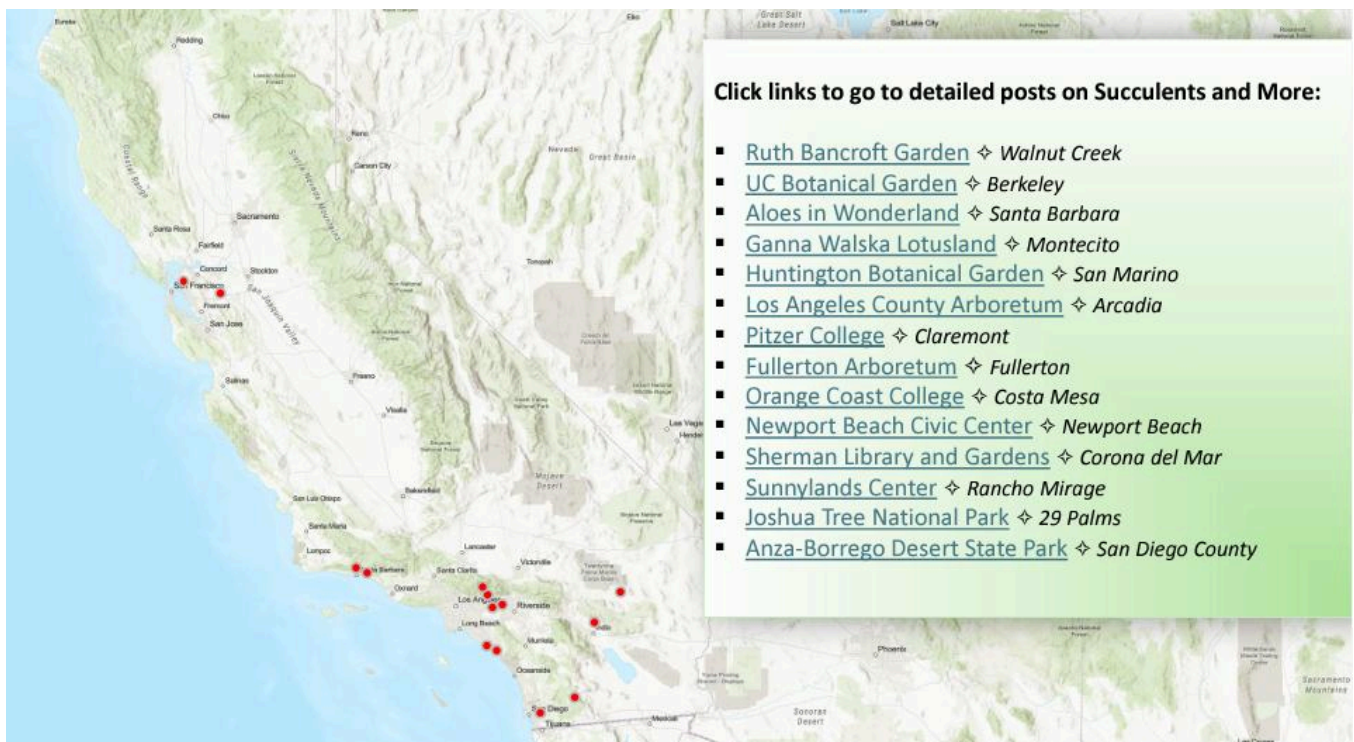 Eureka
Redding
Elko
Great Salt
Lake Desert
Salt Lake City
Chico
Reno
Carson City
Nevada
Great Basin
Coastal Range
Sierra Nevada Mountains
Sacramento
Santa Rosa
Fairfield
Concord
Stockton
San Francisco
Fremont
San Jose
San Joaquin Valley
Tonopah
Salinas
Fresno
Visalia
Las Vegas
Hender
Bakersfield
Mojave
Desert
San Luis Obispo
Santa Maria
Lompoc
Lancaster
Santa Barbara
Santa Clarita
Victorville
Oxnard
Los Angeles
Riverside
Long Beach
Indio
Murrieta
Oceanside
San Diego
Tijuana
Mexicali
Sonoran
Desert
Phoenix
Sacramento
Mountains
Click links to go to detailed posts on Succulents and More:
▪ Ruth Bancroft Garden ✧ Walnut Creek
▪ UC Botanical Garden ✧ Berkeley
▪ Aloes in Wonderland ✧ Santa Barbara
▪ Ganna Walska Lotusland ✧ Montecito
▪ Huntington Botanical Garden ✧ San Marino
▪ Los Angeles County Arboretum ✧ Arcadia
▪ Pitzer College ✧ Claremont
▪ Fullerton Arboretum ✧ Fullerton
▪ Orange Coast College ✧ Costa Mesa
▪ Newport Beach Civic Center ✧ Newport Beach
▪ Sherman Library and Gardens ✧ Corona del Mar
▪ Sunnylands Center ✧ Rancho Mirage
▪ Joshua Tree National Park ✧ 29 Palms
▪ Anza-Borrego Desert State Park ✧ San Diego County